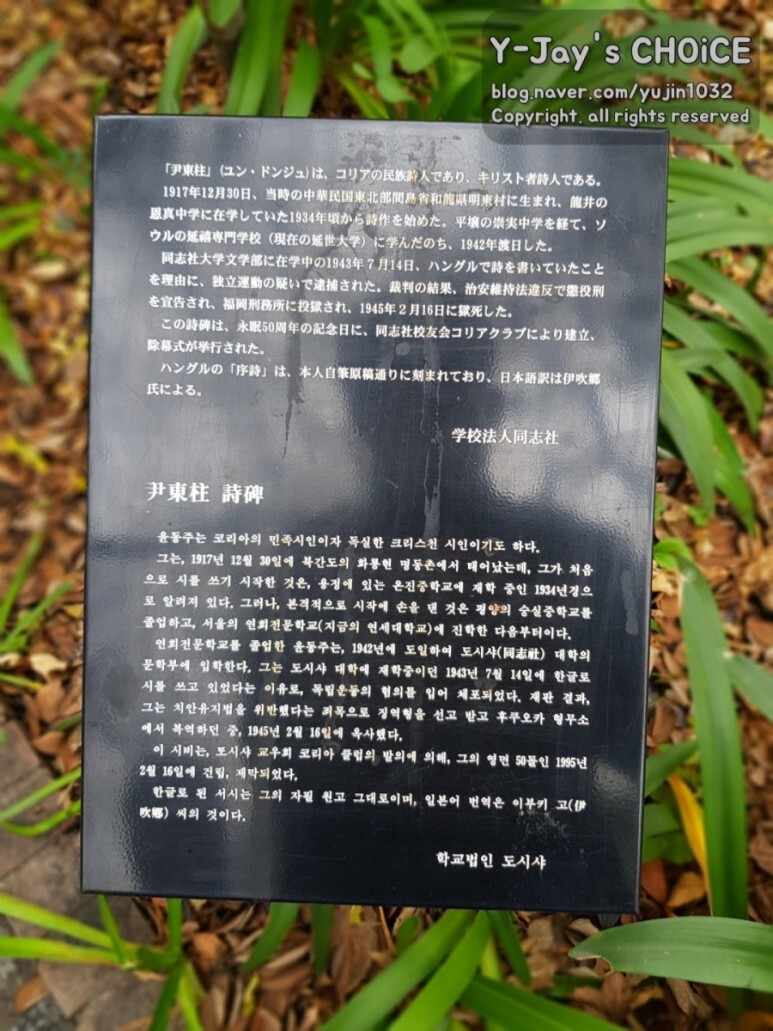 Y-Jay's CHOiCE
blog.naver.com/yujin1032
Copyright. all rights reserved
「尹東柱」(ユン・ドンジュ)は、コリアの民族詩人であり、キリスト者詩人である。
1917年12月30日、当時の中華民国東北部間島省和龍県明東村に生まれ、龍井の
恩真中学に在学していた1934年頃から詩作を始めた。平壌の崇実中学を経て、ソ
ウルの延禧専門学校（現在の延世大学）に学んだのち、1942年渡日した。
同志社大学文学部に在学中の1943年7月14日、ハングルで詩を書いていたこと
を理由に、独立運動の疑いで逮捕された。裁判の結果、治安維持法違反で懲役刑
を宣告され、福岡刑務所に投獄され、1945年2月16日に獄死した。
この詩碑は、永眠50周年の記念日に、同志社校友会コリアクラブにより建立、
除幕式が挙行された。
ハングルの「序詩」は、本人自筆原稿通りに刻まれており、日本語訳は伊吹郷
氏による。
学校法人同志社
尹東柱 詩碑
윤동주는 코리아의 민족시인이자 독실한 크리스천 시인이기도 하다.
그는, 1917년 12월 30일에 북간도의 화룡현 명동촌에서 태어났는데, 그가 처음
으로 시를 쓰기 시작한 것은, 용정에 있는 은진중학교에 재학 중인 1934년경으
로 알려져 있다. 그러나, 본격적으로 시작에 손을 댄 것은 평양의 숭실중학교를
졸업하고, 서울의 연희전문학교(지금의 연세대학교)에 진학한 다음부터이다.
연희전문학교를 졸업한 윤동주는, 1942년에 도일하여 도시샤(同志社) 대학의
문학부에 입학한다. 그는 도시샤 대학에 재학중이던 1943년 7월 14일에 한글로
시를 쓰고 있었다는 이유로, 독립운동의 혐의를 입어 체포되었다. 재판 결과,
그는 치안유지법을 위반했다는 죄목으로 징역형을 선고 받고 후쿠오카 형무소
에서 복역하던 중, 1945년 2월 16일에 옥사했다.
이 시비는, 도시샤 교우회 코리아 클럽의 발의에 의해, 그의 영면 50돌인 1995년
2월 16일에 건립, 제막되었다.
한글로 된 서시는 그의 자필 원고 그대로이며, 일본어 번역은 이부키 고(伊
吹郷) 씨의 것이다.
학교법인 도시샤